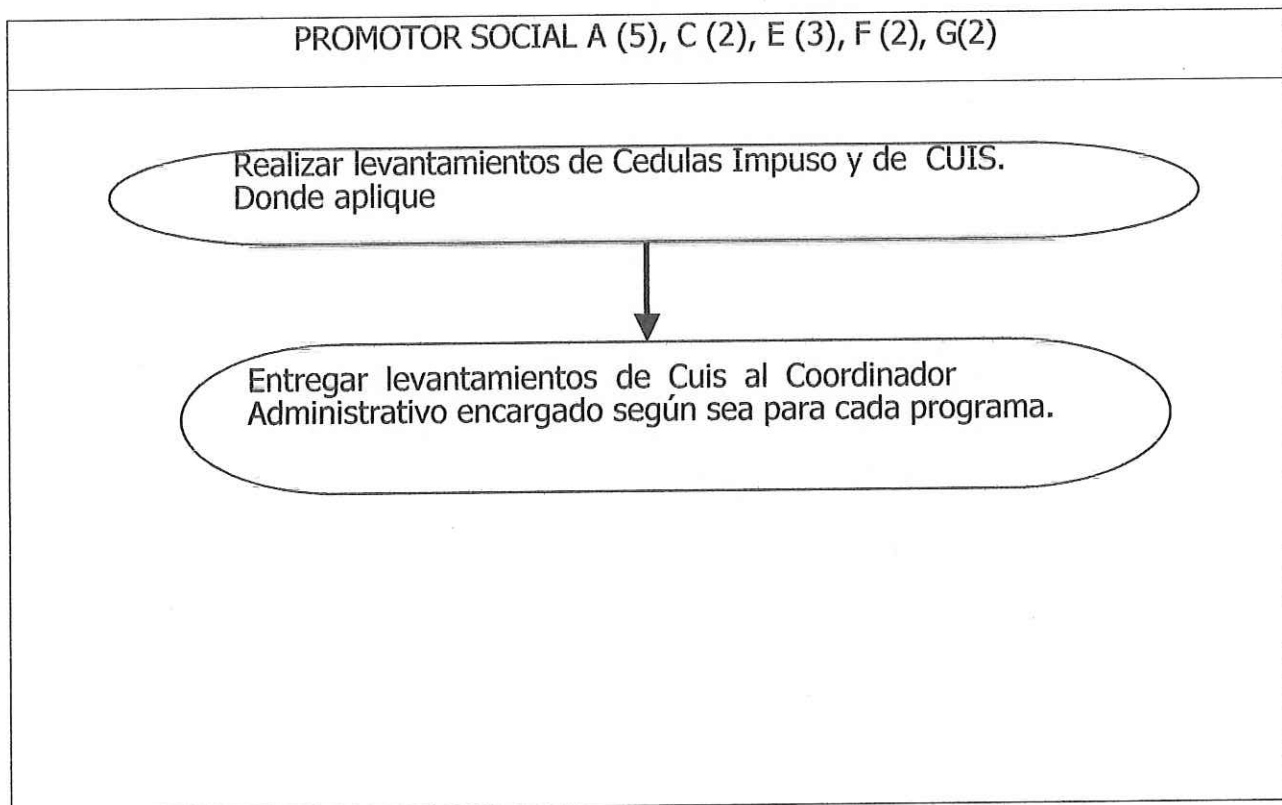 PROMOTOR SOCIAL A (5), C (2), E (3), F (2), G(2)
Realizar levantamientos de Cedulas Impuso y de CUIS.
Donde aplique
Entregar levantamientos de Cuis al Coordinador
Administrativo encargado según sea para cada programa.